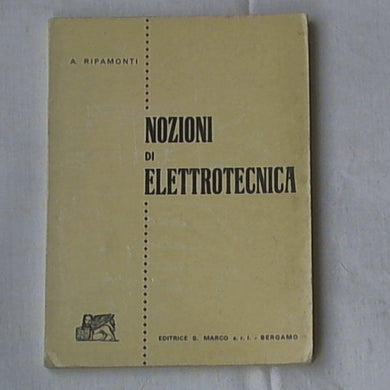 A. RIPAMONTI
NOZIONI
DI
ELETTROTECNICA
EDITRICE S. MARCO s. r. l. - BERGAMO